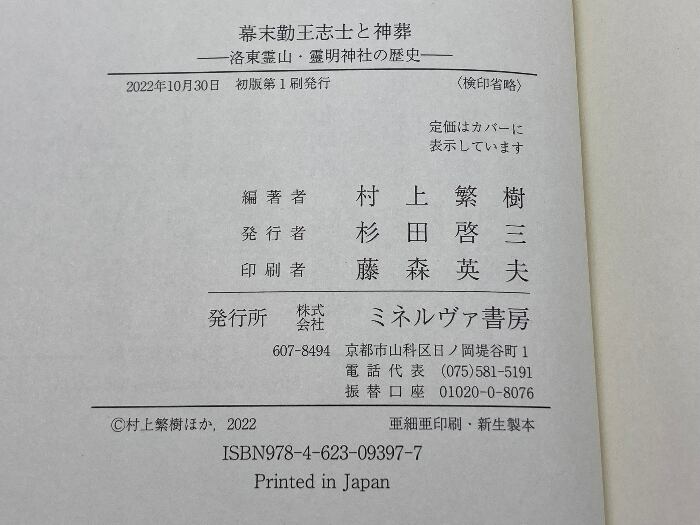 幕末勤王志士と神葬
――洛東霊山・靈明神社の歴史――
2022年10月30日 初版第1刷発行 〈検印省略〉
定価はカバーに
表示しています
編著者 村上繁樹
発行者 杉田啓三
印刷者 藤森英夫
発行所 株式会社 ミネルヴァ書房
607-8494 京都市山科区日ノ岡堤谷町1
電話代表 (075)581-5191
振替口座 01020-0-8076
©村上繁樹ほか, 2022 亜細亜印刷・新生製本
ISBN978-4-623-09397-7
Printed in Japan